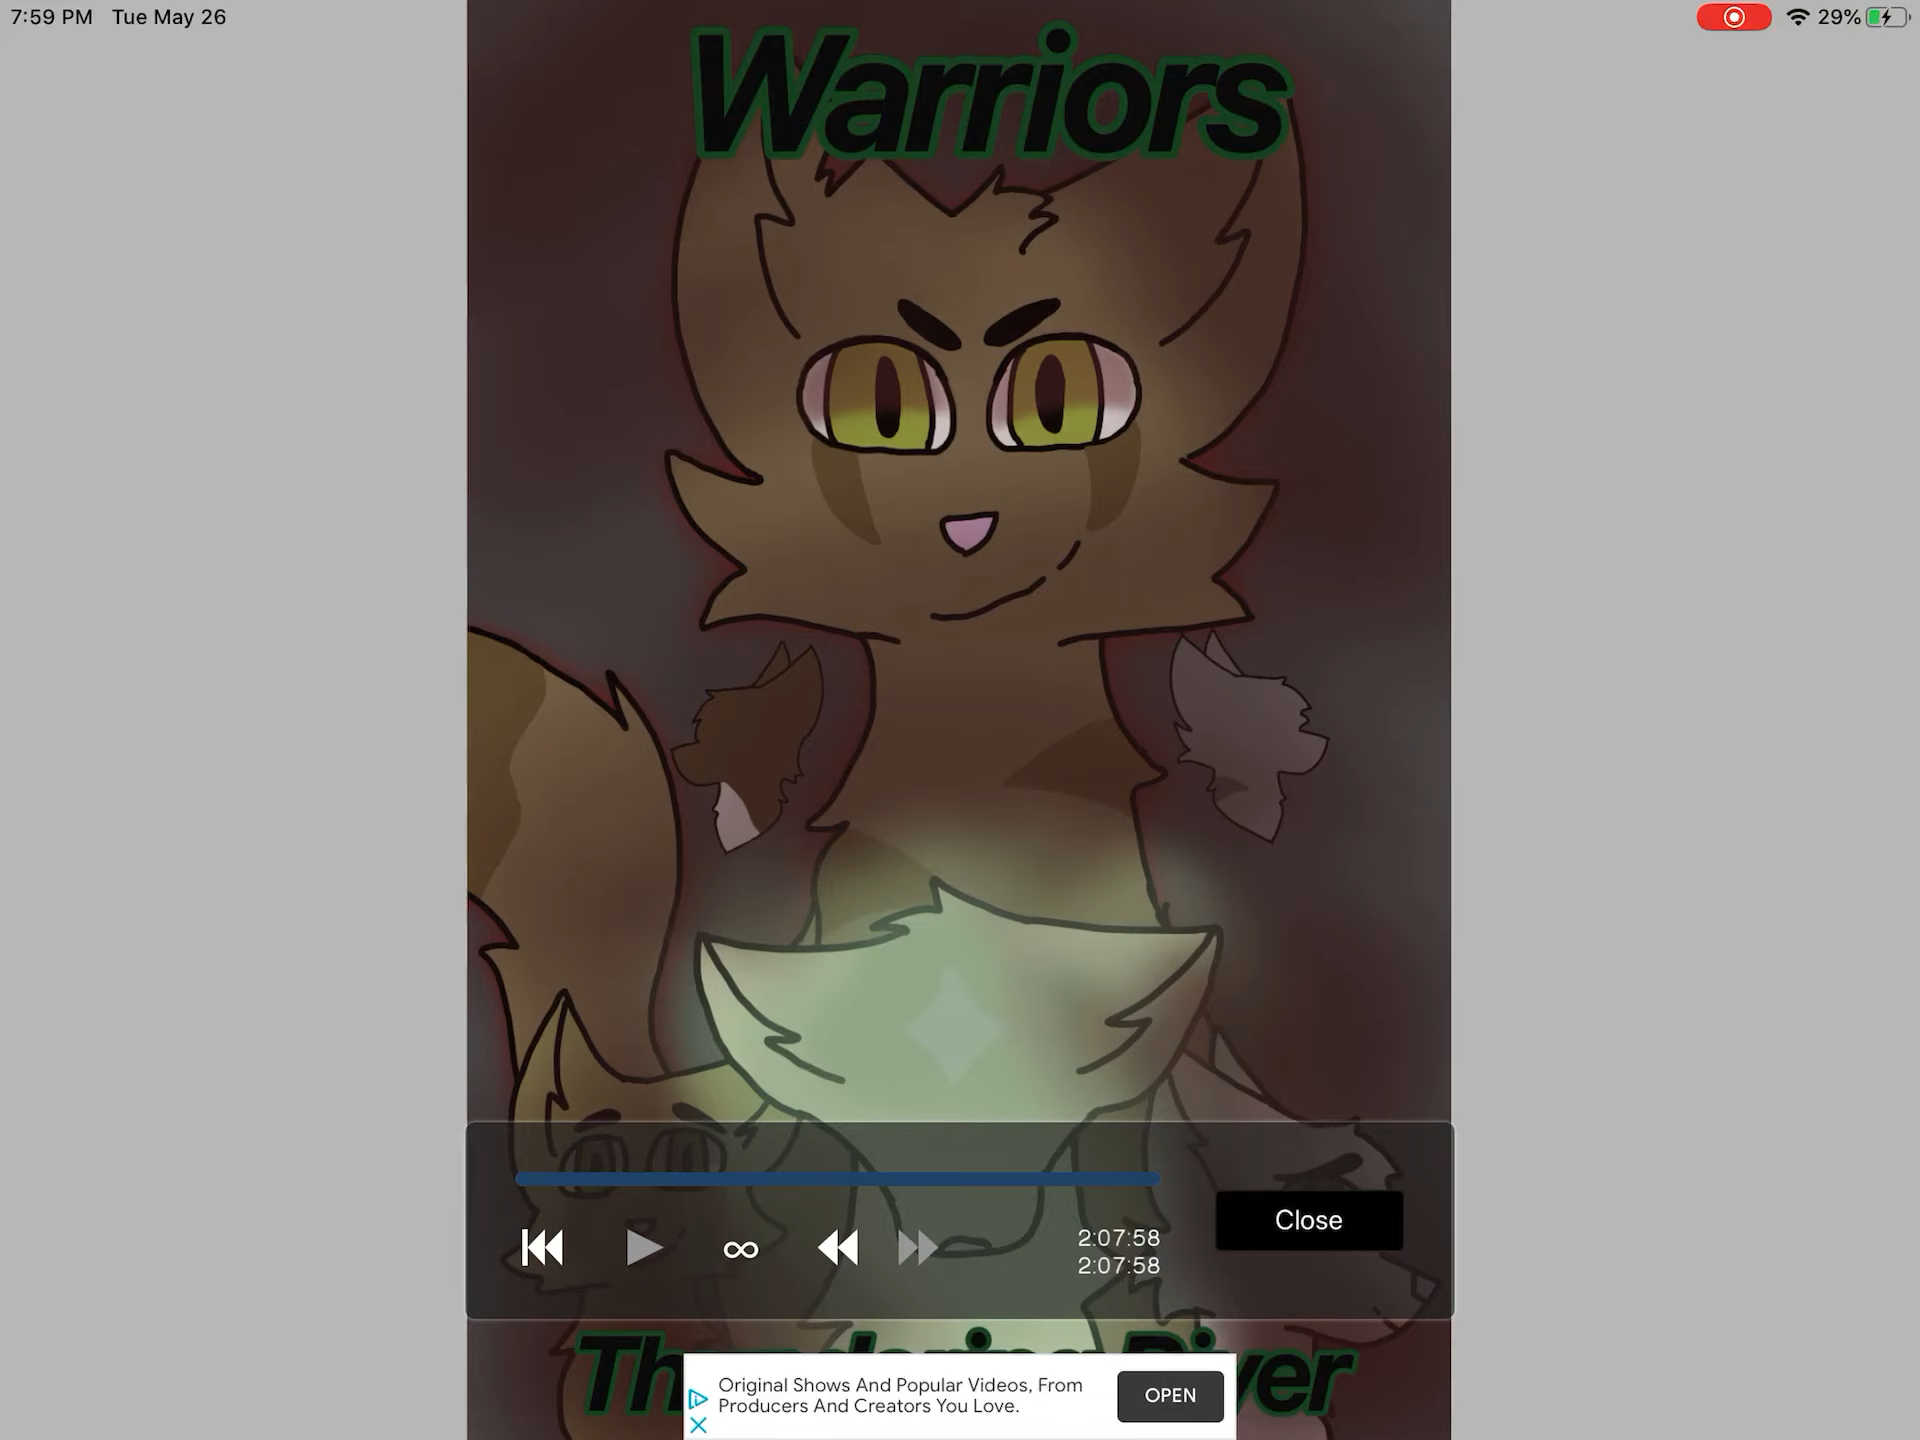 7:59 PM Tue May 26
29%
Warriors
2:07:58
2:07:58
Close
Original Shows And Popular Videos, From
Producers And Creators You Love.
OPEN